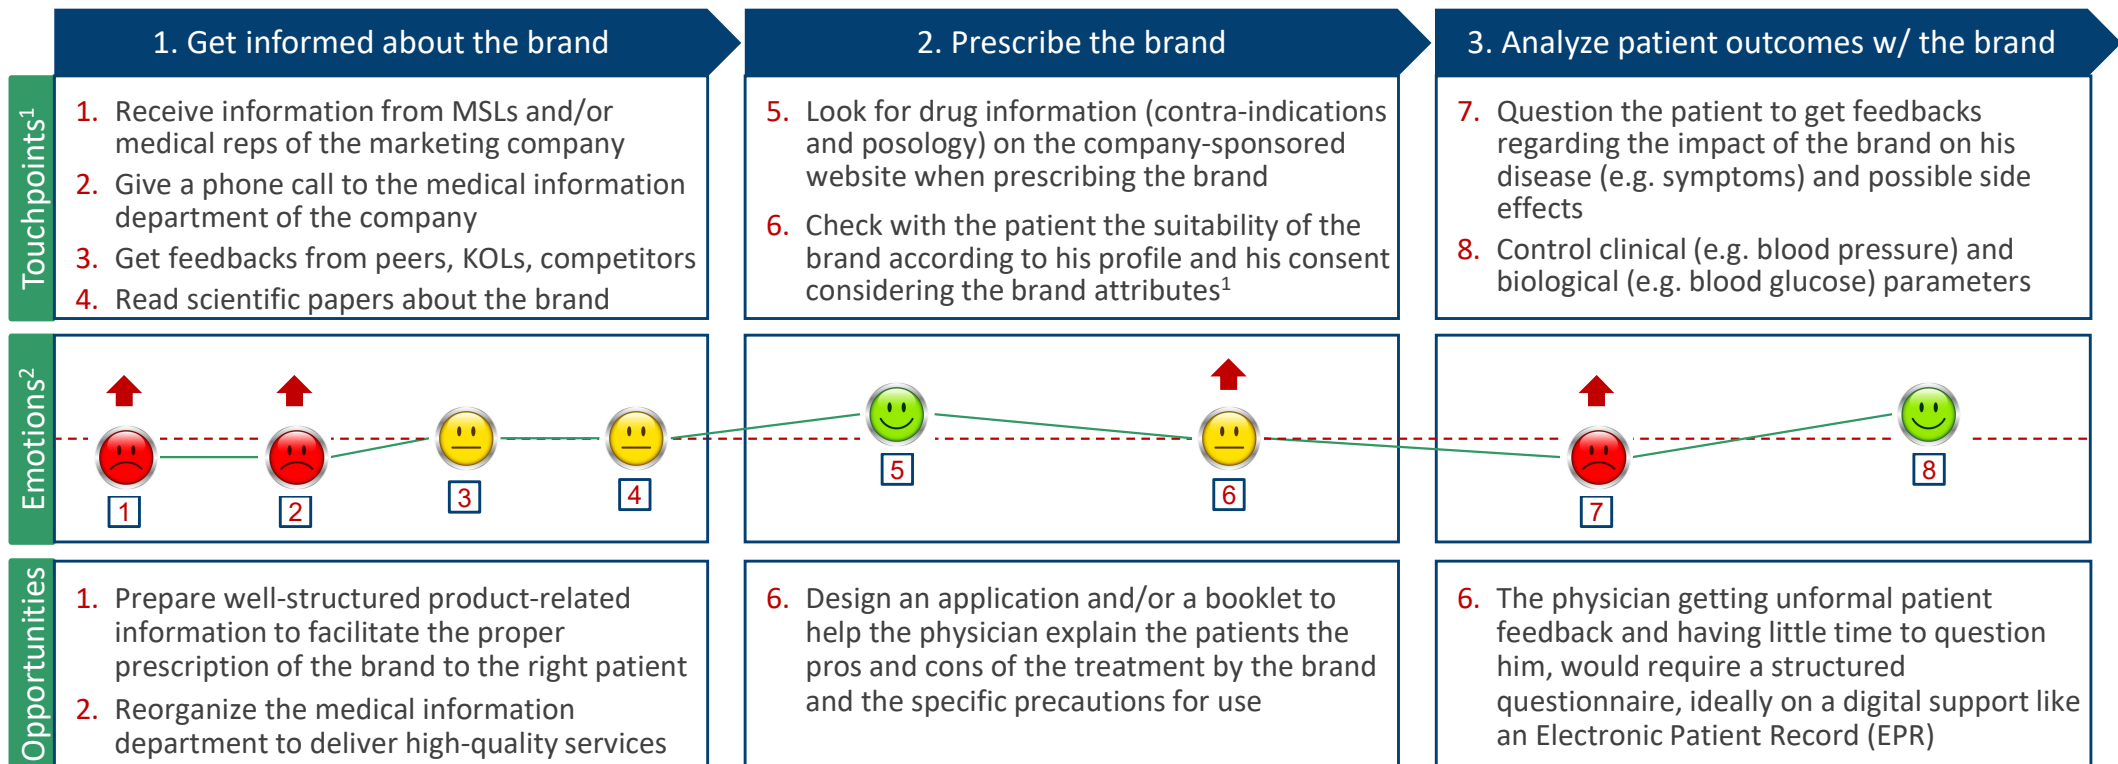 1. Get informed about the brand
2. Prescribe the brand
3. Analyze patient outcomes w/ the brand
Touchpoints1
1. Receive information from MSLs and/or
medical reps of the marketing company
2. Give a phone call to the medical information
department of the company
3. Get feedbacks from peers, KOLs, competitors
4. Read scientific papers about the brand
5. Look for drug information (contra-indications
and posology) on the company-sponsored
website when prescribing the brand
6. Check with the patient the suitability of the
brand according to his profile and his consent
considering the brand attributes1
7. Question the patient to get feedbacks
regarding the impact of the brand on his
disease (e.g. symptoms) and possible side
effects
8. Control clinical (e.g. blood pressure) and
biological (e.g. blood glucose) parameters
Emotions2
1
2
3
4
5
6
7
8
Opportunities
1. Prepare well-structured product-related
information to facilitate the proper
prescription of the brand to the right patient
2. Reorganize the medical information
department to deliver high-quality services
6. Design an application and/or a booklet to
help the physician explain the patients the
pros and cons of the treatment by the brand
and the specific precautions for use
6. The physician getting unformal patient
feedback and having little time to question
him, would require a structured
questionnaire, ideally on a digital support like
an Electronic Patient Record (EPR)